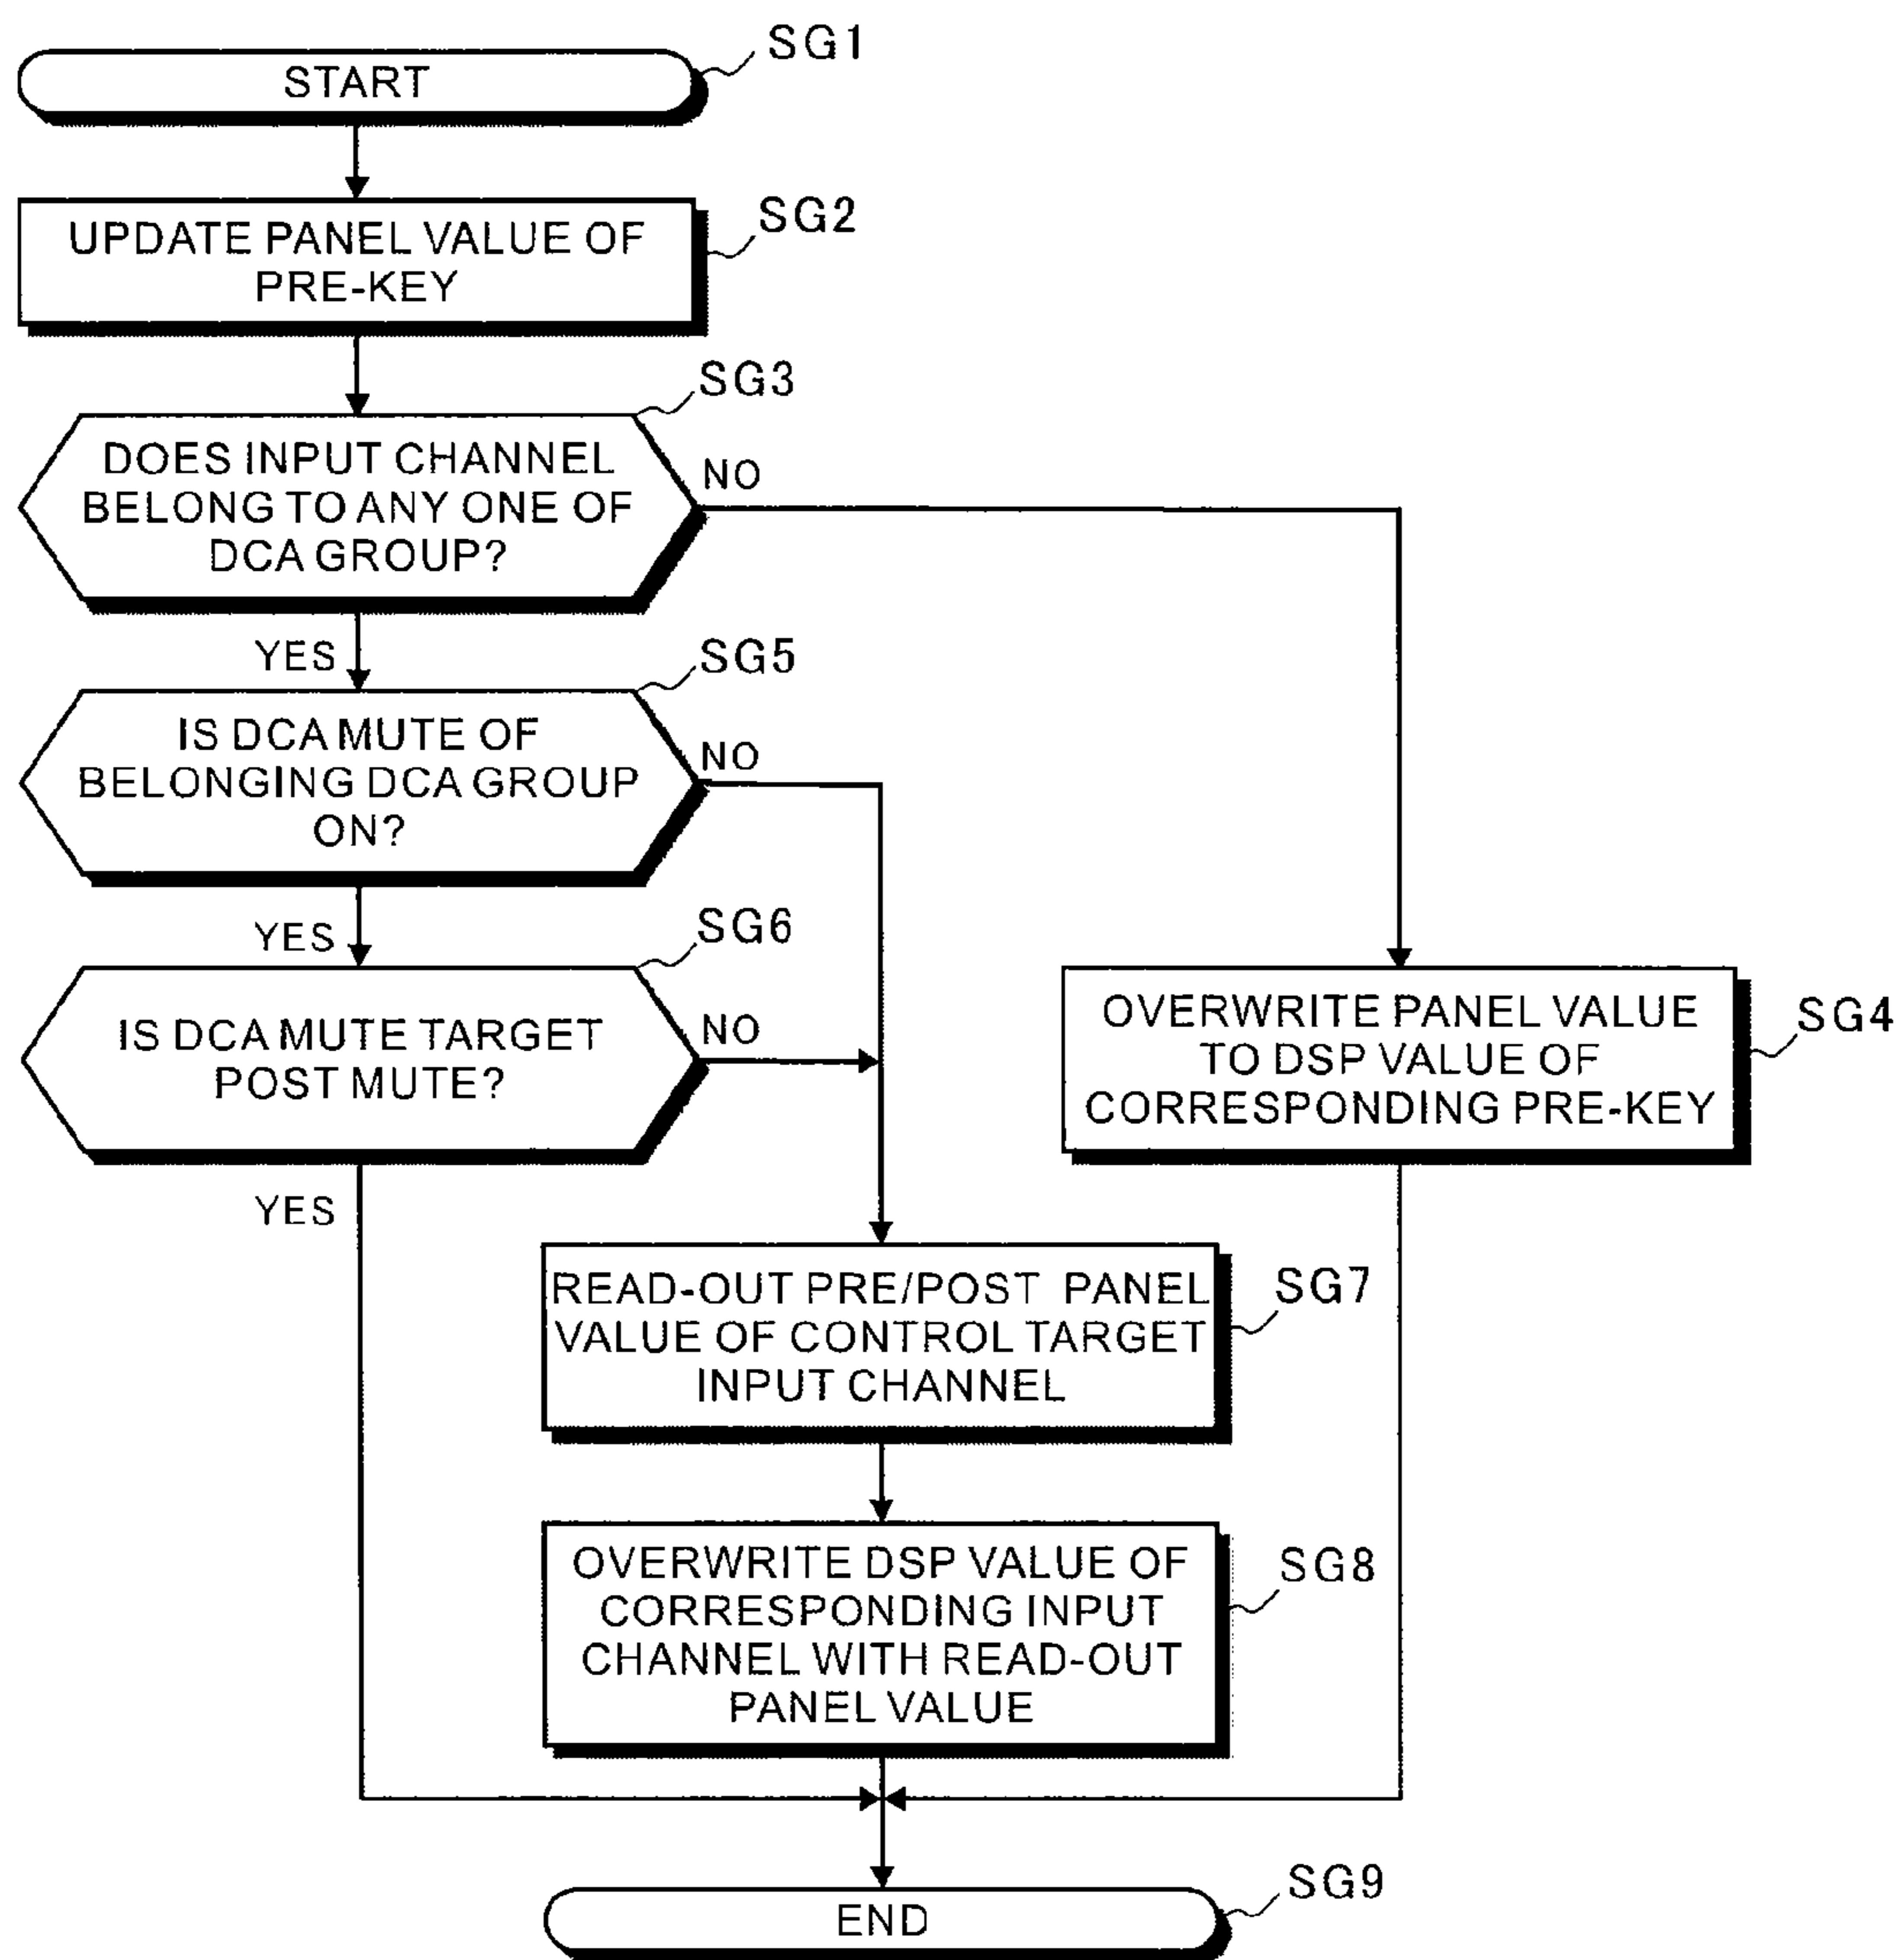 SG1
START
SG2
UPDATE PANEL VALUE OF
PRE-KEY
SG3
DOES INPUT CHANNEL
BELONG TO ANY ONE OF
DCA GROUP?
NO
YES
SG5
IS DCA MUTE OF
BELONGING DCA GROUP
ON?
NO
YES
SG6
IS DCA MUTE TARGET
POST MUTE?
NO
YES
OVERWRITE PANEL VALUE
TO DSP VALUE OF
CORRESPONDING PRE-KEY
SG4
READ-OUT PRE/POST PANEL
VALUE OF CONTROL TARGET
INPUT CHANNEL
SG7
OVERWRITE DSP VALUE OF
CORRESPONDING INPUT
CHANNEL WITH READ-OUT
PANEL VALUE
SG8
END
SG9